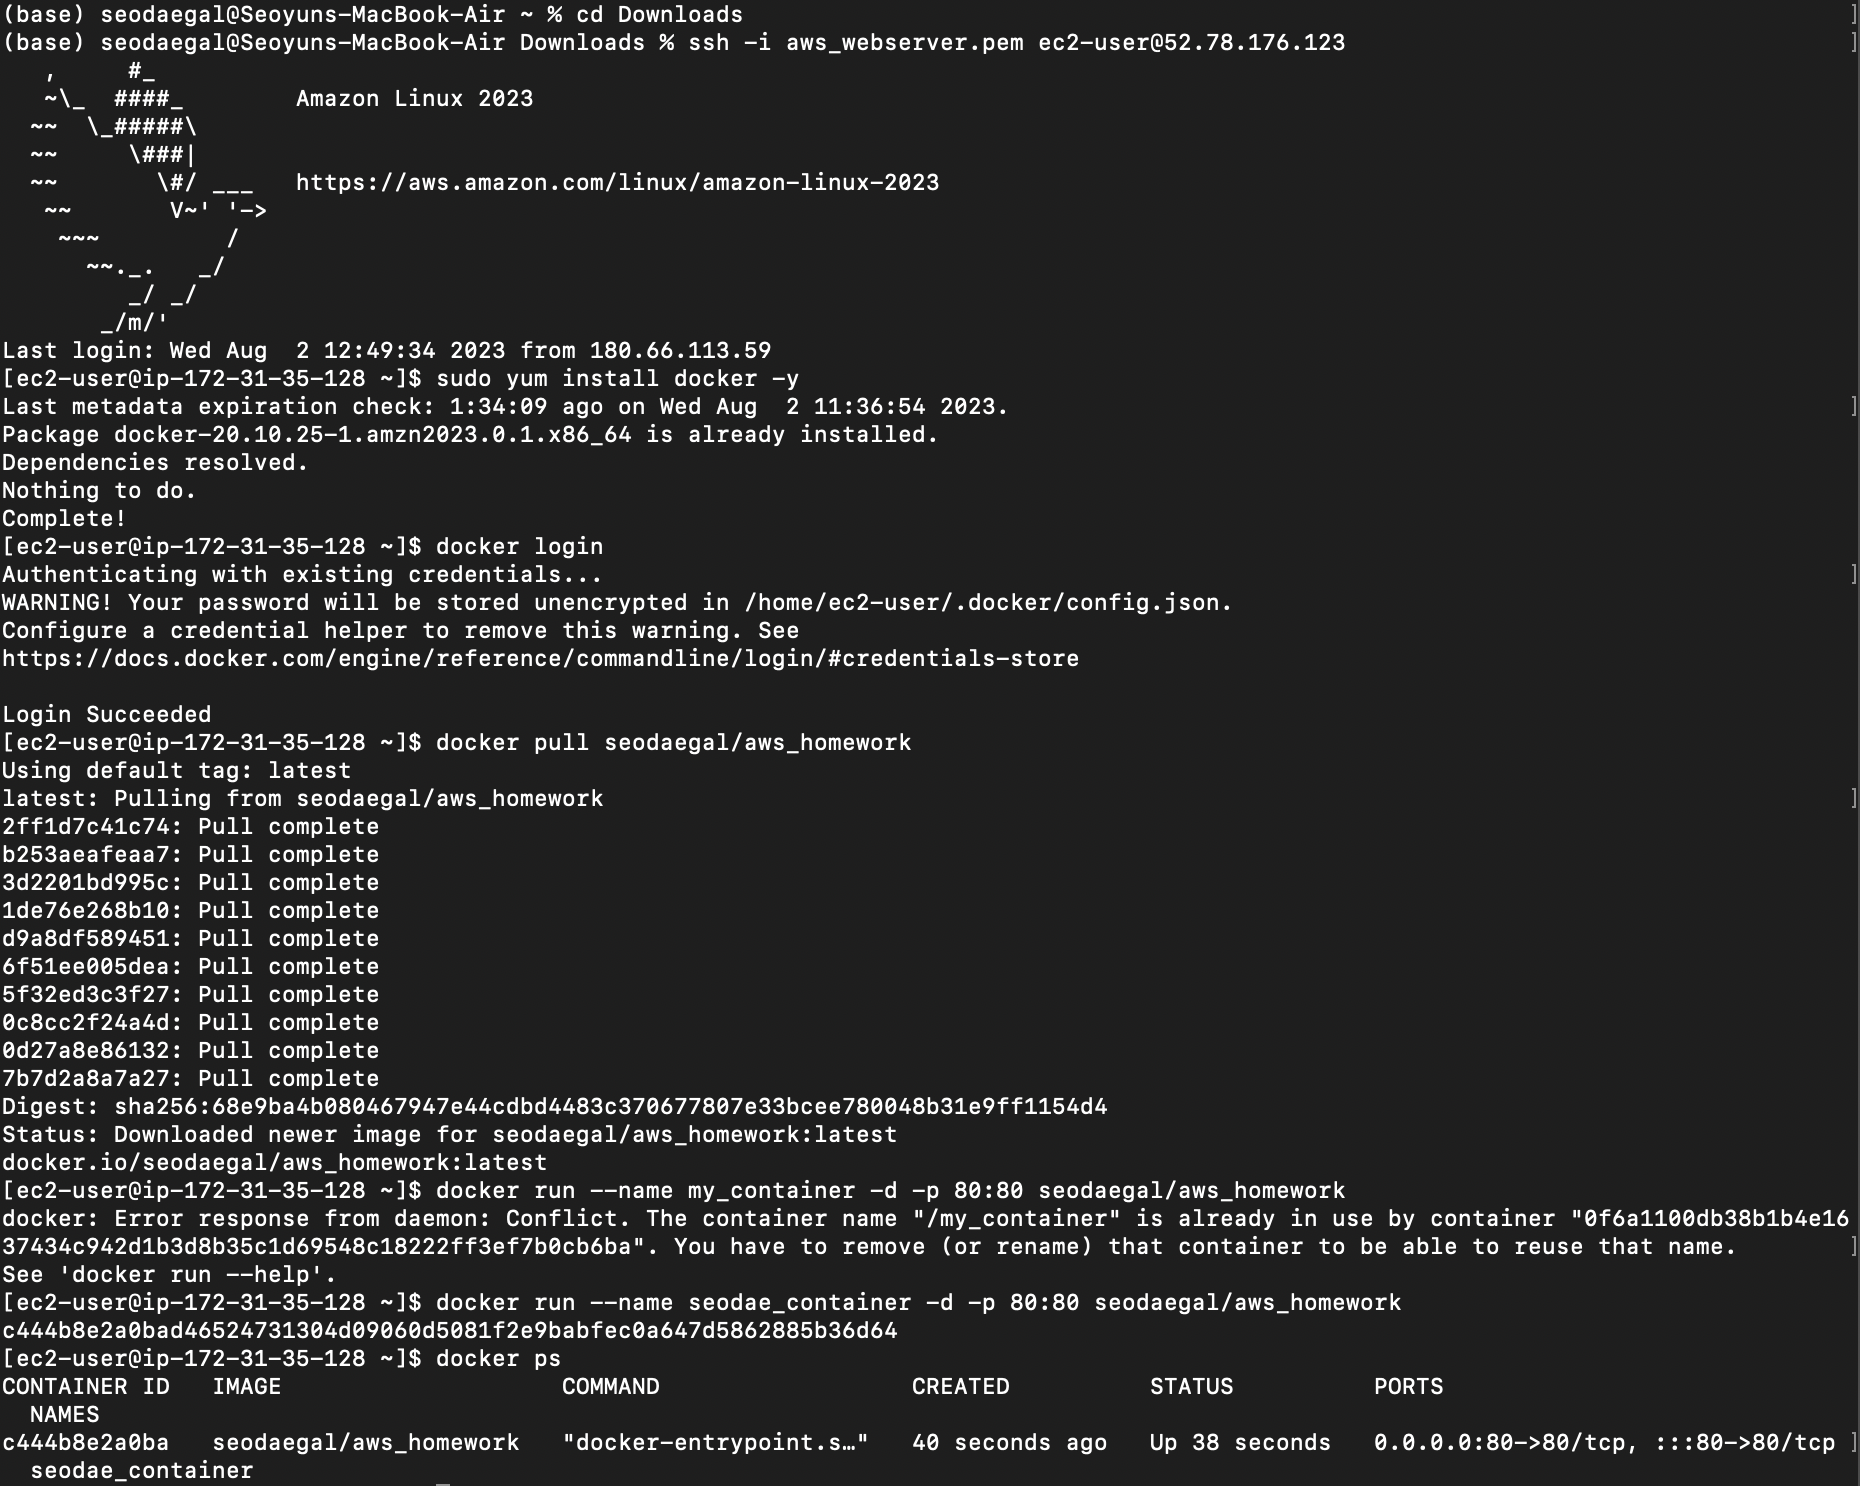 (base) seodaegal@Seoyuns-MacBook-Air ~ % cd Downloads
(base) seodaegal@Seoyuns-MacBook-Air Downloads % ssh -i aws_webserver.pem ec2-user@52.78.176.123
   ,     #_
   ~\_  ####_        Amazon Linux 2023
  ~~  \_#####\
  ~~     \###|
  ~~       \#/ ___   https://aws.amazon.com/linux/amazon-linux-2023
   ~~       V~' '->
    ~~~         /
      ~~._.   _/
         _/ _/
       _/m/'
Last login: Wed Aug  2 12:49:34 2023 from 180.66.113.59
[ec2-user@ip-172-31-35-128 ~]$ sudo yum install docker -y
Last metadata expiration check: 1:34:09 ago on Wed Aug  2 11:36:54 2023.
Package docker-20.10.25-1.amzn2023.0.1.x86_64 is already installed.
Dependencies resolved.
Nothing to do.
Complete!
[ec2-user@ip-172-31-35-128 ~]$ docker login
Authenticating with existing credentials...
WARNING! Your password will be stored unencrypted in /home/ec2-user/.docker/config.json.
Configure a credential helper to remove this warning. See
https://docs.docker.com/engine/reference/commandline/login/#credentials-store

Login Succeeded
[ec2-user@ip-172-31-35-128 ~]$ docker pull seodaegal/aws_homework
Using default tag: latest
latest: Pulling from seodaegal/aws_homework
2ff1d7c41c74: Pull complete
b253aeafeaa7: Pull complete
3d2201bd995c: Pull complete
1de76e268b10: Pull complete
d9a8df589451: Pull complete
6f51ee005dea: Pull complete
5f32ed3c3f27: Pull complete
0c8cc2f24a4d: Pull complete
0d27a8e86132: Pull complete
7b7d2a8a7a27: Pull complete
Digest: sha256:68e9ba4b080467947e44cdbd4483c370677807e33bcee780048b31e9ff1154d4
Status: Downloaded newer image for seodaegal/aws_homework:latest
docker.io/seodaegal/aws_homework:latest
[ec2-user@ip-172-31-35-128 ~]$ docker run --name my_container -d -p 80:80 seodaegal/aws_homework
docker: Error response from daemon: Conflict. The container name "/my_container" is already in use by container "0f6a1100db38b1b4e16
37434c942d1b3d8b35c1d69548c18222ff3ef7b0cb6ba". You have to remove (or rename) that container to be able to reuse that name.
See 'docker run --help'.
[ec2-user@ip-172-31-35-128 ~]$ docker run --name seodae_container -d -p 80:80 seodaegal/aws_homework
c444b8e2a0bad46524731304d09060d5081f2e9babfec0a647d5862885b36d64
[ec2-user@ip-172-31-35-128 ~]$ docker ps
CONTAINER ID   IMAGE                    COMMAND                  CREATED          STATUS          PORTS
  NAMES
c444b8e2a0ba   seodaegal/aws_homework   "docker-entrypoint.s…"   40 seconds ago   Up 38 seconds   0.0.0.0:80->80/tcp, :::80->80/tcp
  seodae_container